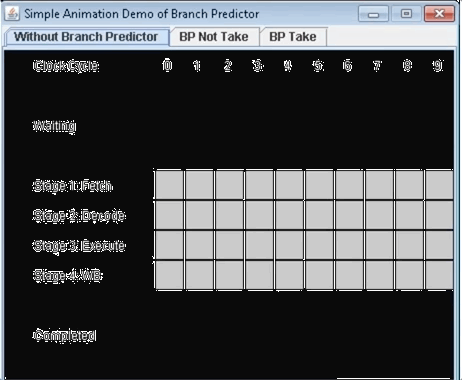 Simple Animation Demo of Branch Predictor
Without Branch Predictor BP Not Take BP Take
Clock Cycle 0 1 2 3 4 5 6 7 8 9
Waiting
Stage 1: Fetch
Stage 2: Decode
Stage 3: Execute
Stage 4: WB
Completed